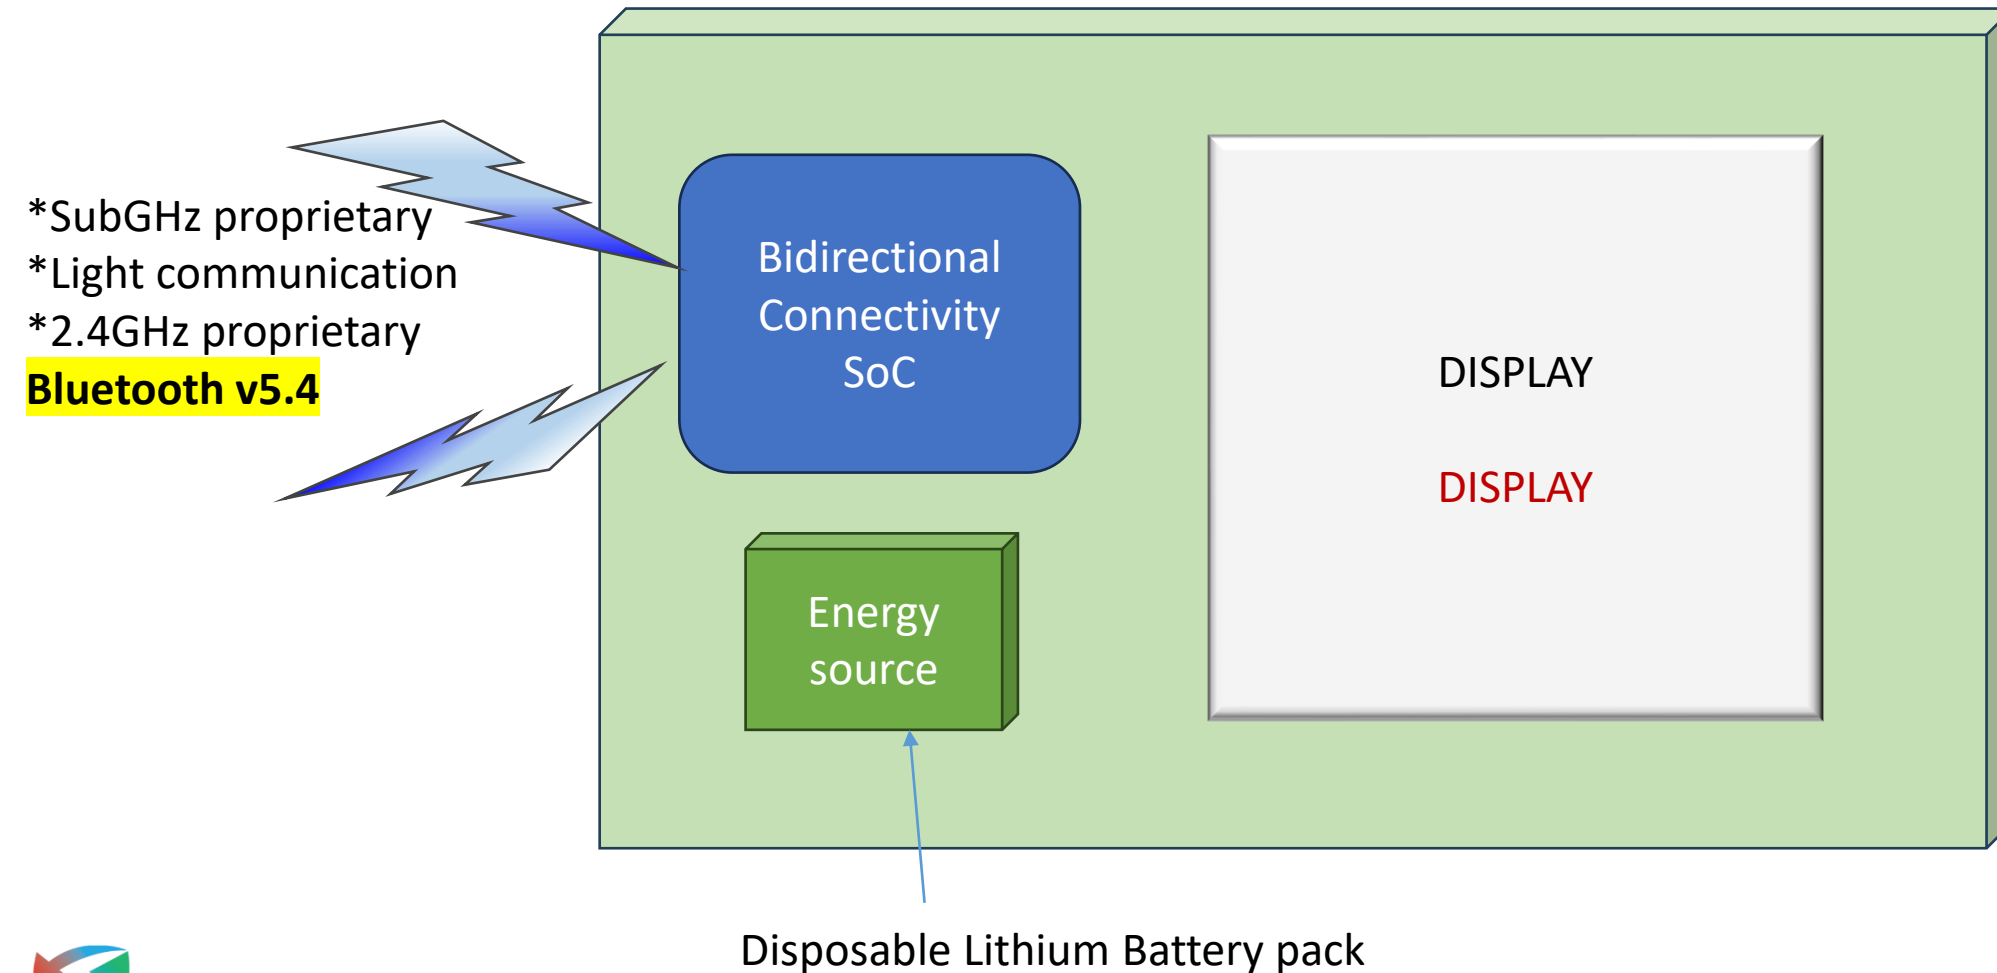 *SubGHz proprietary
*Light communication
*2.4GHz proprietary
Bluetooth v5.4
Bidirectional
Connectivity
SoC
Energy
source
DISPLAY
DISPLAY
Disposable Lithium Battery pack